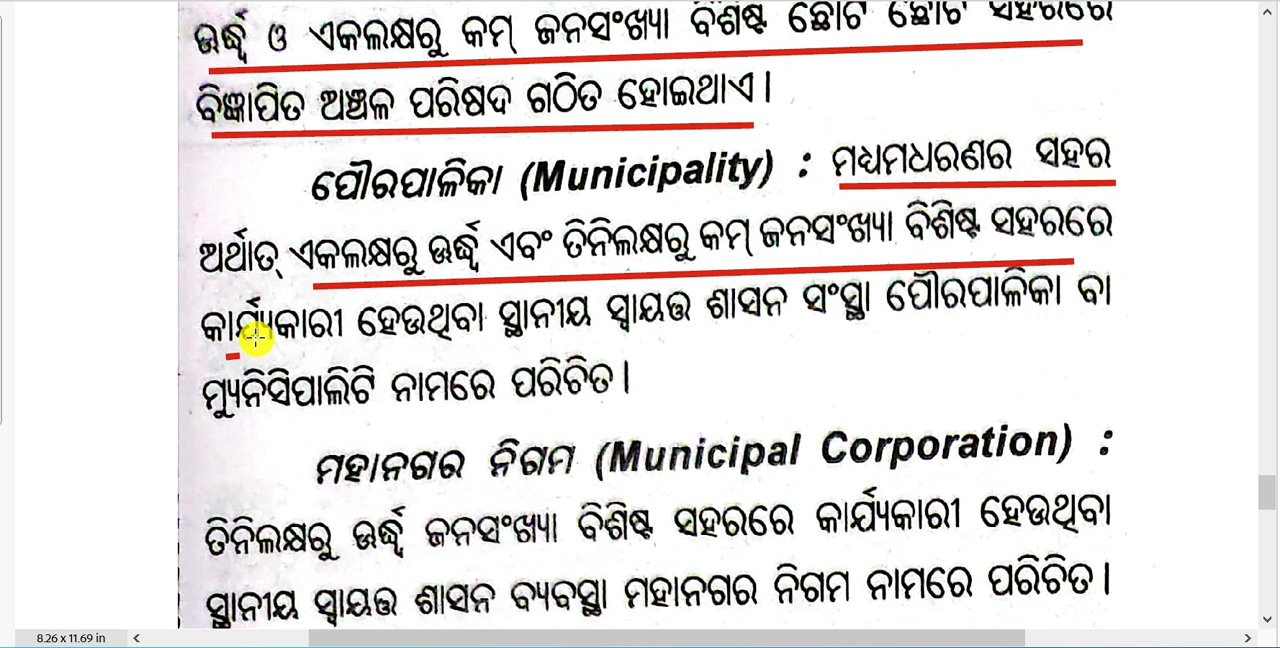 ଊର୍ଦ୍ଧ୍ୱ ଓ ଏକଲକ୍ଷରୁ କମ୍ ଜନସଂଖ୍ୟା ବିଶିଷ୍ଟ ଛୋଟ ଛୋଟ ସହରରେ
ବିଜ୍ଞାପିତ ଅଞ୍ଚଳ ପରିଷଦ ଗଠିତ ହୋଇଥାଏ।
ପୌରପାଳିକା (Municipality) : ମଧ୍ୟମଧରଣର ସହର
ଅର୍ଥାତ୍ ଏକଲକ୍ଷରୁ ଊର୍ଦ୍ଧ୍ୱ ଏବଂ ତିନିଲକ୍ଷରୁ କମ୍ ଜନସଂଖ୍ୟା ବିଶିଷ୍ଟ ସହରରେ
କାର୍ଯ୍ୟକାରୀ ହେଉଥିବା ସ୍ଥାନୀୟ ସ୍ୱାୟତ୍ତ ଶାସନ ସଂସ୍ଥା ପୌରପାଳିକା ବା
ମ୍ୟୁନିସିପାଲିଟି ନାମରେ ପରିଚିତ।
ମହାନଗର ନିଗମ (Municipal Corporation) :
ତିନିଲକ୍ଷରୁ ଊର୍ଦ୍ଧ୍ୱ ଜନସଂଖ୍ୟା ବିଶିଷ୍ଟ ସହରରେ କାର୍ଯ୍ୟକାରୀ ହେଉଥିବା
ସ୍ଥାନୀୟ ସ୍ୱାୟତ୍ତ ଶାସନ ବ୍ୟବସ୍ଥା ମହାନଗର ନିଗମ ନାମରେ ପରିଚିତ।
8.26 x 11.69 in